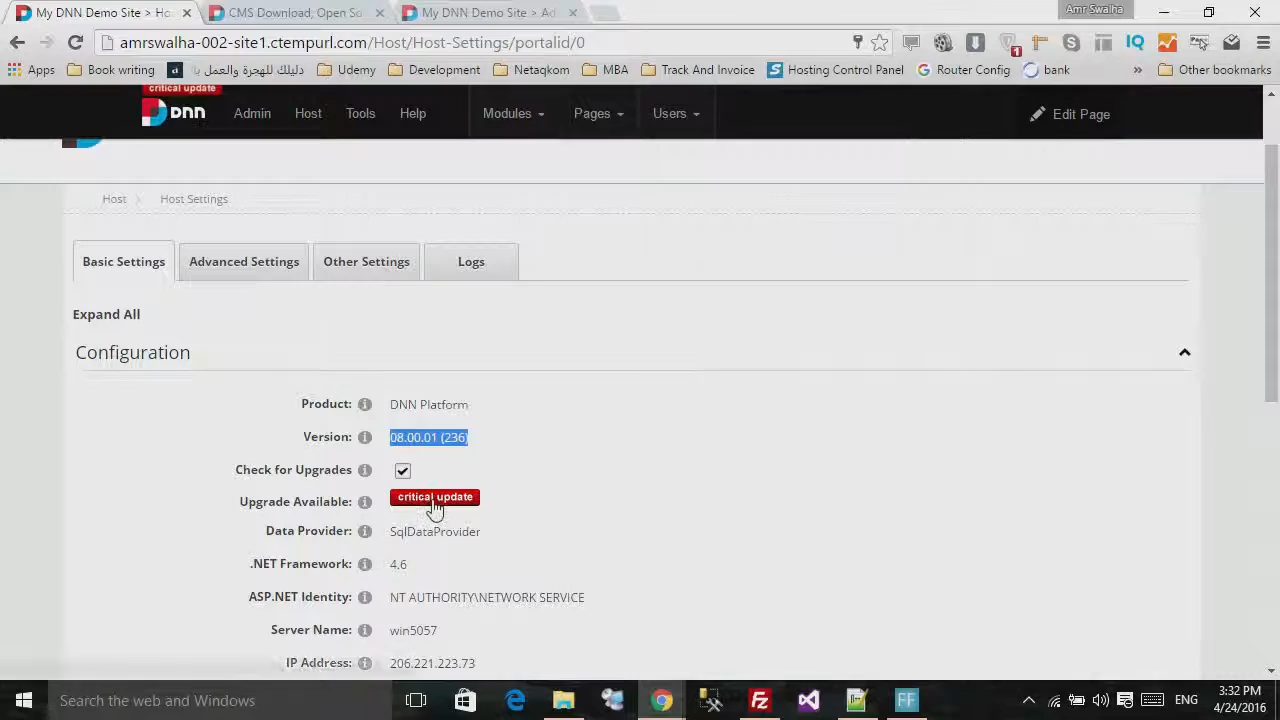 My DNN Demo Site > Ho
CMS Download, Open So
My DNN Demo Site > Ad
Amr Swalha
amrswalha-002-site1.ctempurl.com/Host/Host-Settings/portalid/0
1
IQ
Apps
Book writing
a
دليلك للهجرة والعمل با
Udemy
Development
Netaqkom
MBA
Track And Invoice
Hosting Control Panel
Router Config
bank
»
Other bookmarks
critical update
DNN
Admin
Host
Tools
Help
Modules
Pages
Users
Edit Page
Host
Host Settings
Basic Settings
Advanced Settings
Other Settings
Logs
Expand All
Configuration
Product: DNN Platform
Version: 08.00.01 (236)
Check for Upgrades
Upgrade Available: critical update
Data Provider: SqlDataProvider
.NET Framework: 4.6
ASP.NET Identity: NT AUTHORITY\NETWORK SERVICE
Server Name: win5057
IP Address: 206.221.223.73
Search the web and Windows
Fz
FF
ENG
3:32 PM
4/24/2016